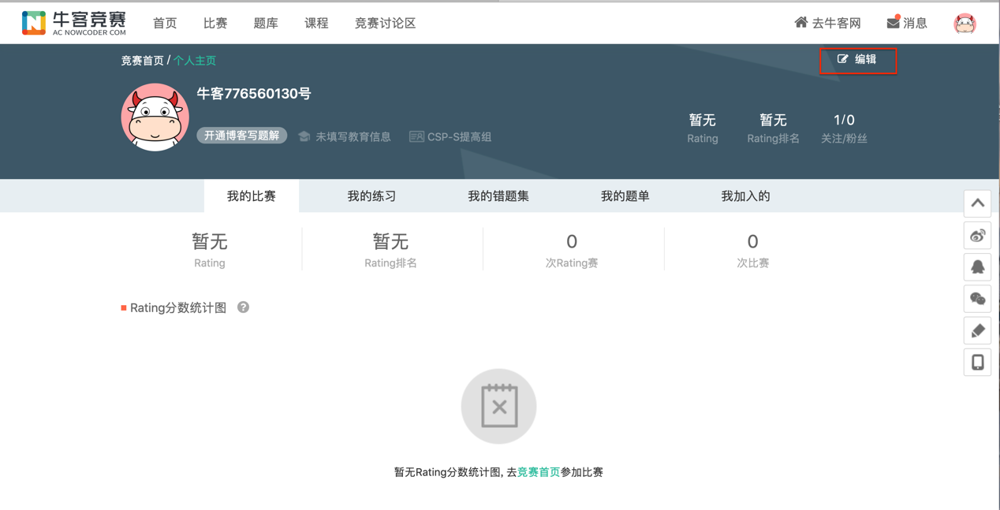 牛客竞赛
AC NOWCODER COM
首页 比赛 题库 课程 竞赛讨论区 去牛客网 消息
竞赛首页 / 个人主页 编辑
牛客776560130号
开通博客写题解 未填写教育信息 CSP-S提高组
暂无 暂无 1/0
Rating Rating排名 关注/粉丝
我的比赛 我的练习 我的错题集 我的题单 我加入的
暂无 暂无 0 0
Rating Rating排名 次Rating赛 次比赛
Rating分数统计图 ?
暂无Rating分数统计图, 去竞赛首页参加比赛